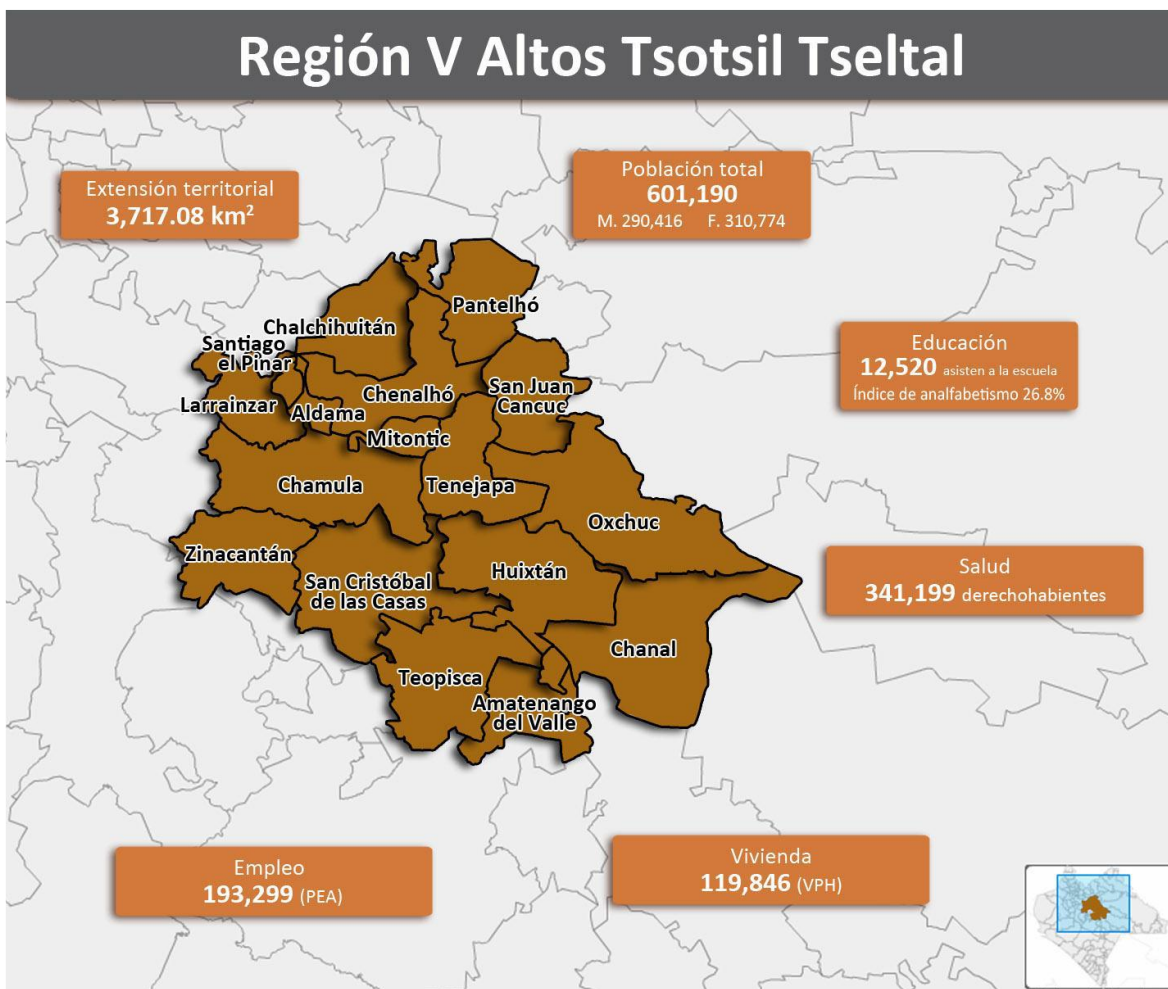 Región V Altos Tsotsil Tseltal
Extensión territorial
3,717.08 km²
Población total
601,190
M. 290,416 F. 310,774
Pantelhó
Chalchihuitán
Santiago
el Pinar
Chenalhó
San Juan
Cancuc
Larrainzar
Aldama
Mitontic
Educación
12,520 asisten a la escuela
Índice de analfabetismo 26.8%
Chamula
Tenejapa
Oxchuc
Zinacantán
Huixtán
San Cristóbal
de las Casas
Salud
341,199 derechohabientes
Chanal
Teopisca
Amatenango
del Valle
Empleo
193,299 (PEA)
Vivienda
119,846 (VPH)